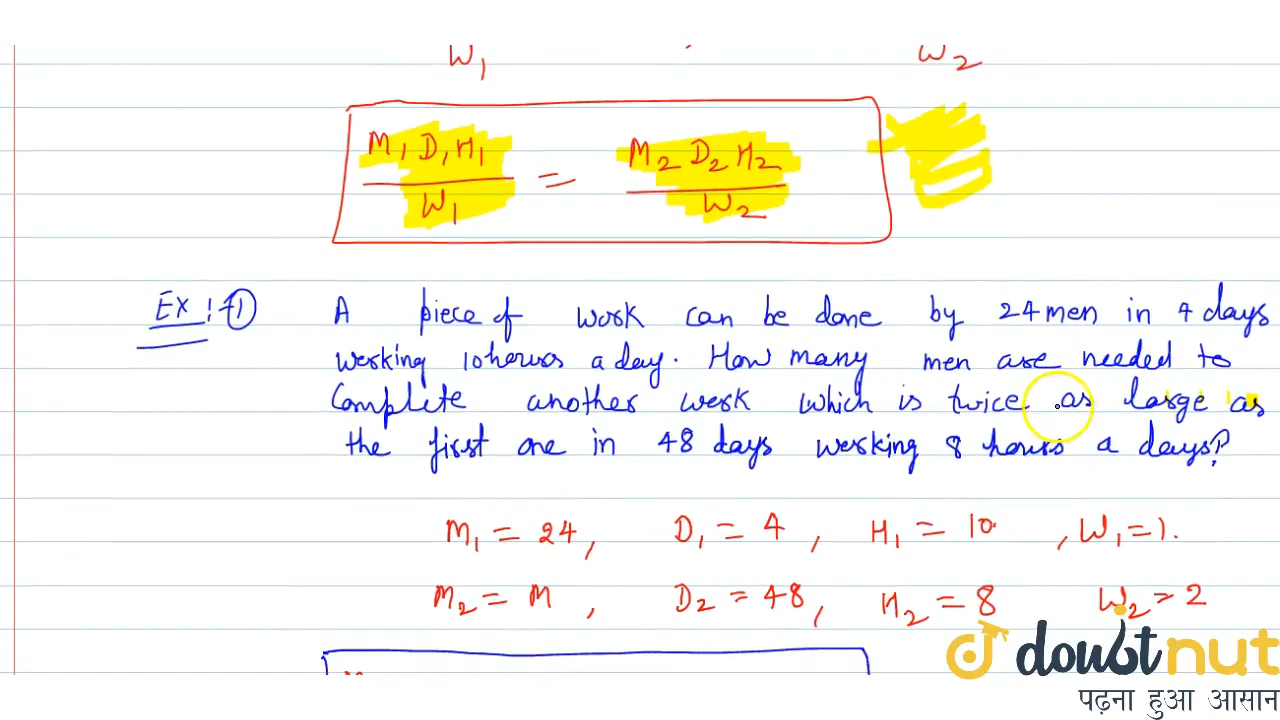 W1 W2
M1 D1 H1 / W1 = M2 D2 H2 / W2
EX:-① A piece of work can be done by 24 men in 4 days
working 10 hours a day. How many men are needed to
complete another work which is twice as large as
the first one in 48 days working 8 hours a days?
M1 = 24, D1 = 4, H1 = 10 , W1 = 1.
M2 = M, D2 = 48, H2 = 8 W2 = 2
doubtnut
पढ़ना हुआ आसान